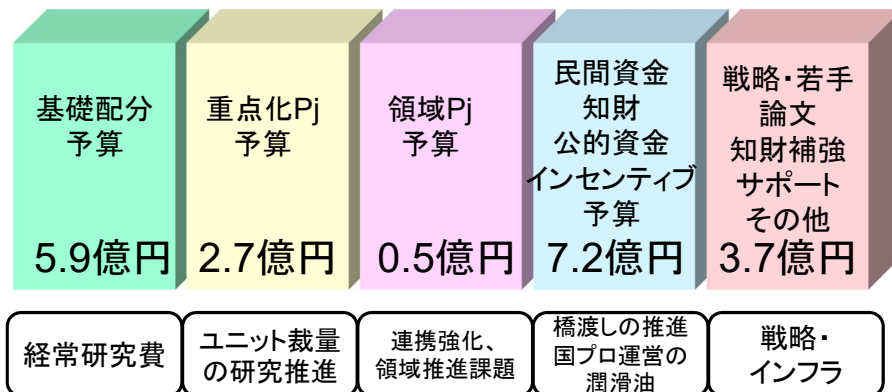 基礎配分
予算
5.9億円
重点化Pj
予算
2.7億円
領域Pj
予算
0.5億円
民間資金
知財
公的資金
インセンティブ
予算
7.2億円
戦略・若手
論文
知財補強
サポート
その他
3.7億円
経常研究費
ユニット裁量
の研究推進
連携強化、
領域推進課題
橋渡しの推進
国プロ運営の
潤滑油
戦略・
インフラ